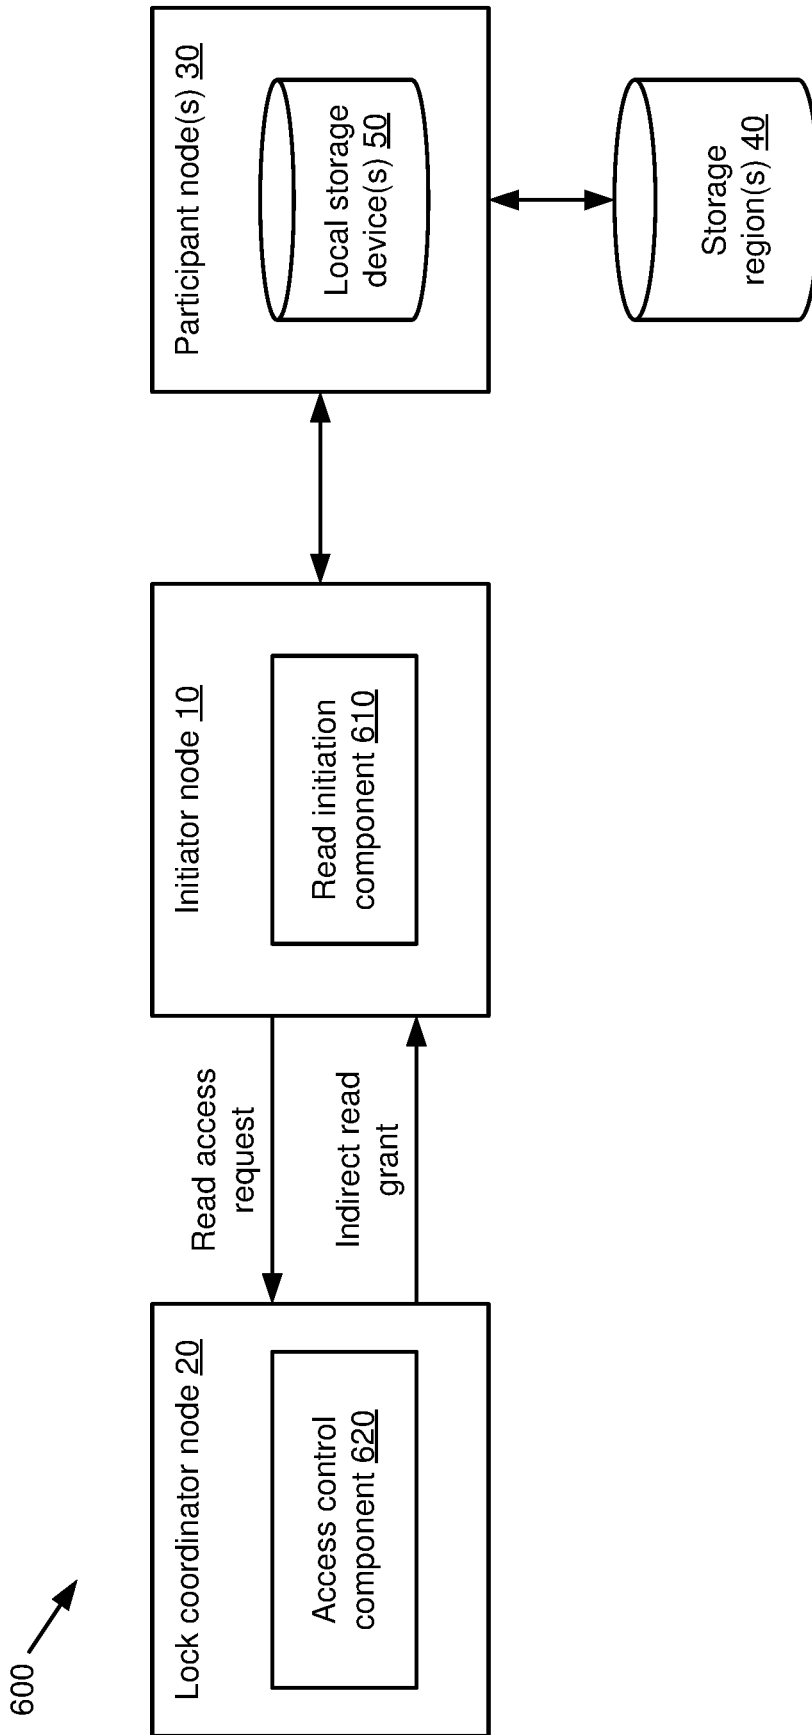 600
Lock coordinator node 20
Access control
component 620
Read access
request
Indirect read
grant
Initiator node 10
Read initiation
component 610
Participant node(s) 30
Local storage
device(s) 50
Storage
region(s) 40